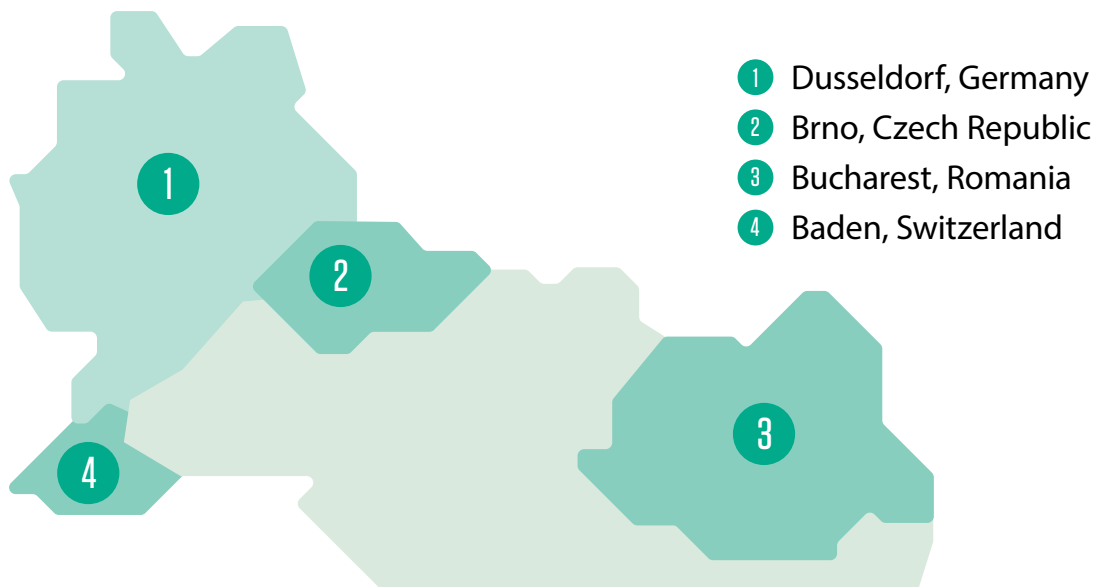 1 Dusseldorf, Germany
2 Brno, Czech Republic
3 Bucharest, Romania
4 Baden, Switzerland
1
2
3
4